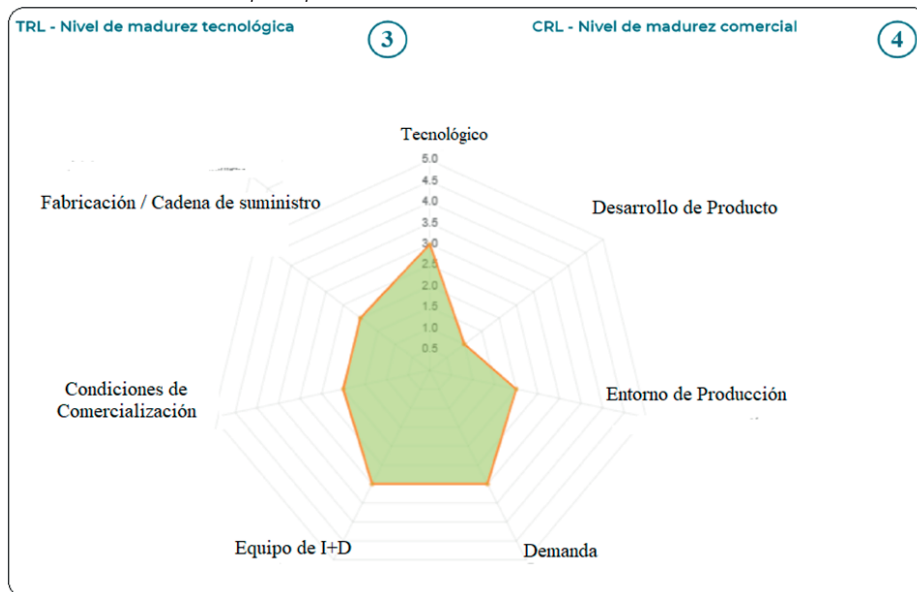 TRL - Nivel de madurez tecnológica
3
CRL - Nivel de madurez comercial
4
Tecnológico
5.0
4.5
4.0
3.5
3.0
2.5
2.0
1.5
1.0
0.5
Fabricación / Cadena de suministro
Desarrollo de Producto
Condiciones de
Comercialización
Entorno de Producción
Equipo de I+D
Demanda